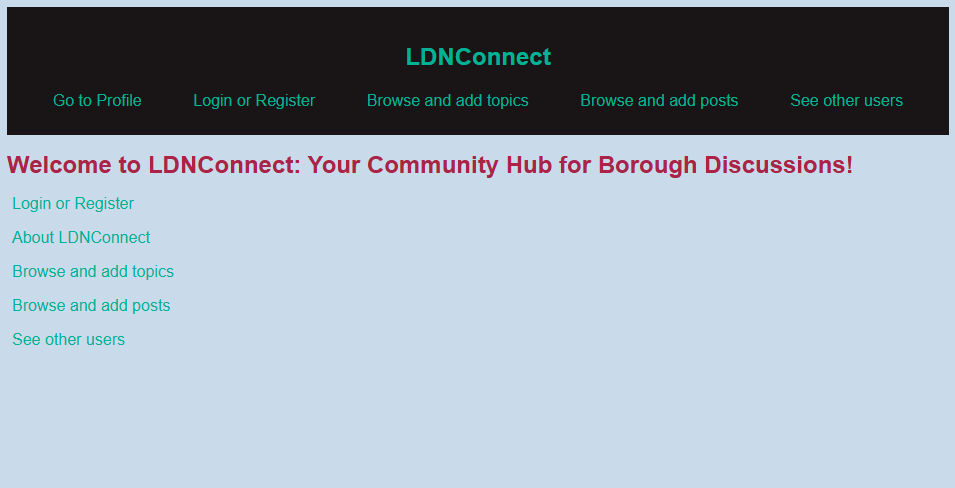 LDNConnect
Go to Profile Login or Register Browse and add topics Browse and add posts See other users
Welcome to LDNConnect: Your Community Hub for Borough Discussions!
Login or Register
About LDNConnect
Browse and add topics
Browse and add posts
See other users